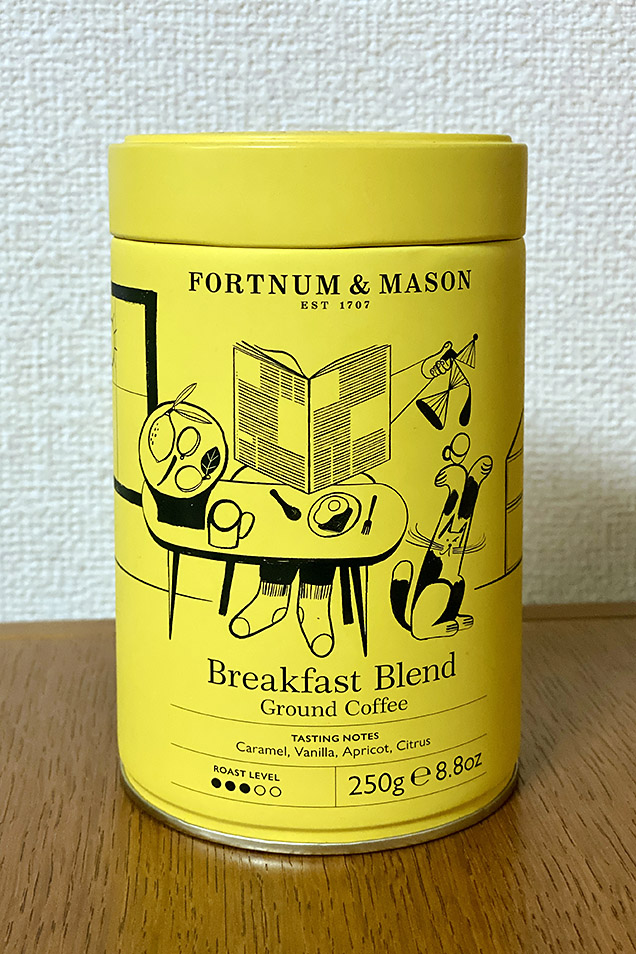 FORTNUM & MASON
EST 1707
Breakfast Blend
Ground Coffee
TASTING NOTES
Caramel, Vanilla, Apricot, Citrus
ROAST LEVEL
250g ℮ 8.8oz